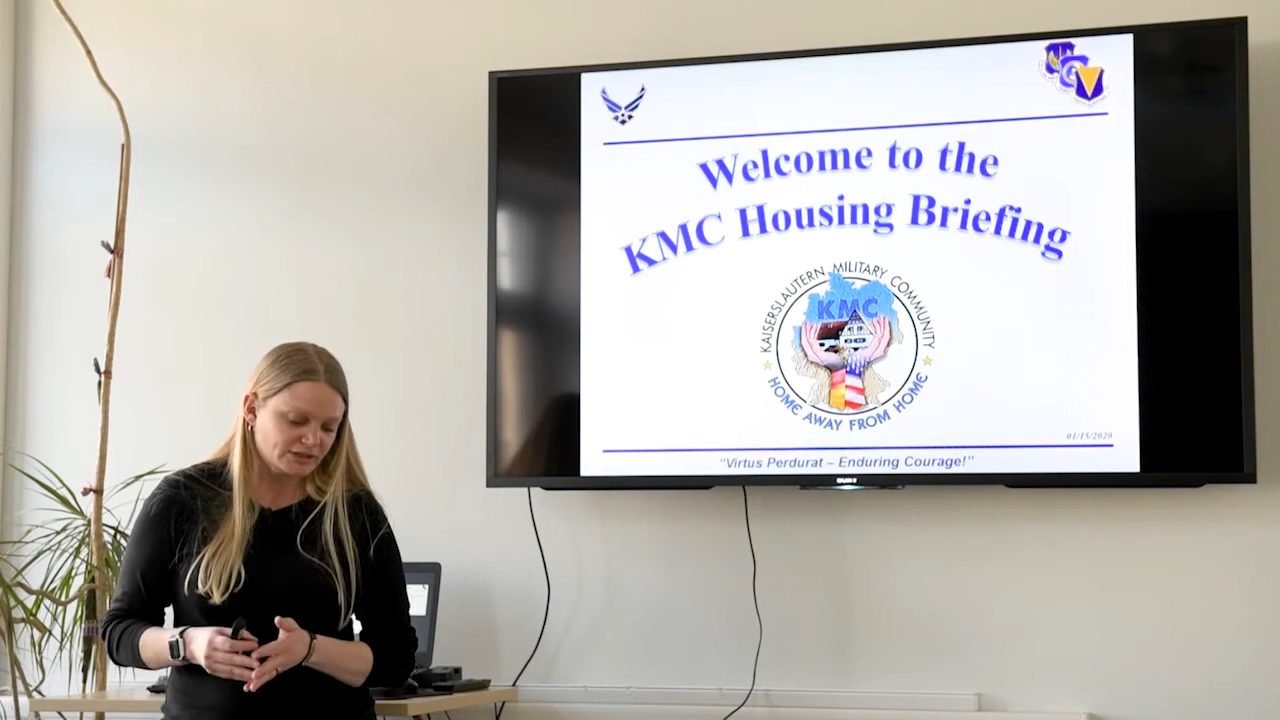 Welcome to the
KMC Housing Briefing
KAISERSLAUTERN MILITARY COMMUNITY
KMC
HOME AWAY FROM HOME
01/15/2020
“Virtus Perdurat – Enduring Courage!”